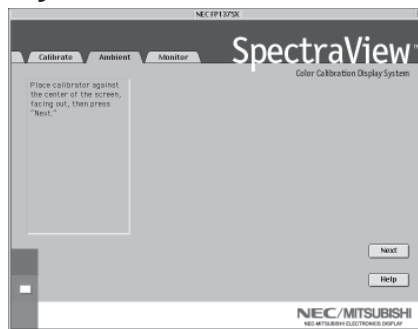 NEC FP1375X
Calibrate Ambient Monitor
SpectraView™
Color Calibration Display System
Place calibrator against
the center of the screen,
facing out, then press
"Next."
Next
Help
NEC/MITSUBISHI
NEC-MITSUBISHI ELECTRONICS DISPLAY